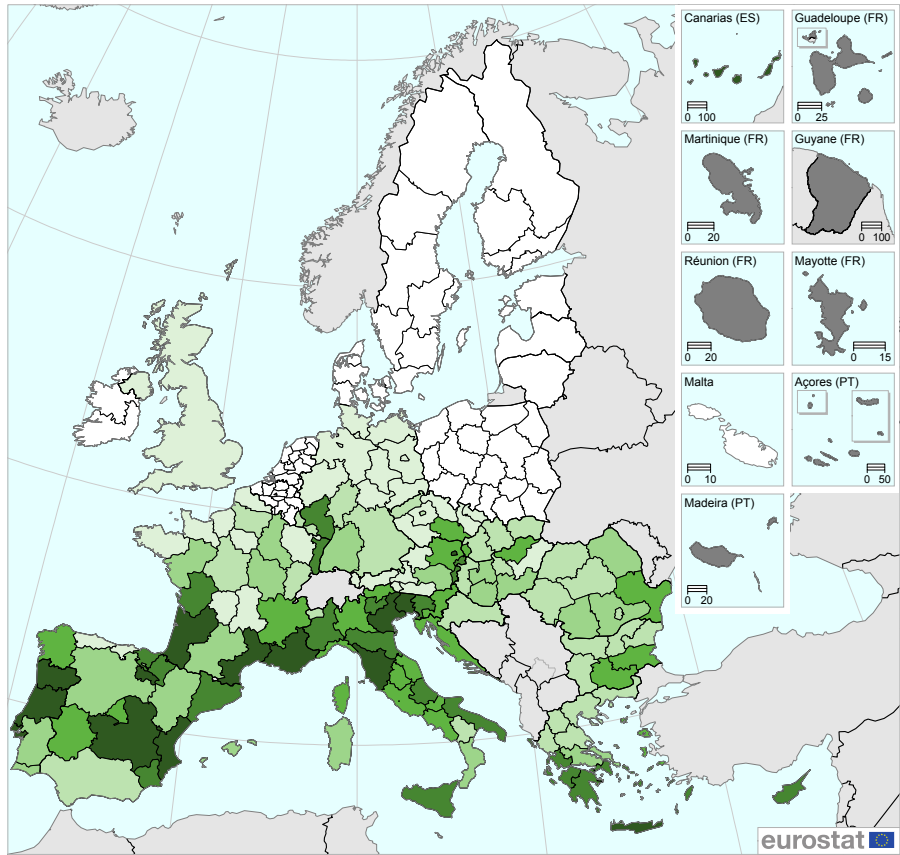 Canarias (ES)
0 100
Guadeloupe (FR)
0 25
Martinique (FR)
0 20
Guyane (FR)
0 100
Réunion (FR)
0 20
Mayotte (FR)
0 15
Malta
0 10
Açores (PT)
0 50
Madeira (PT)
0 20
eurostat